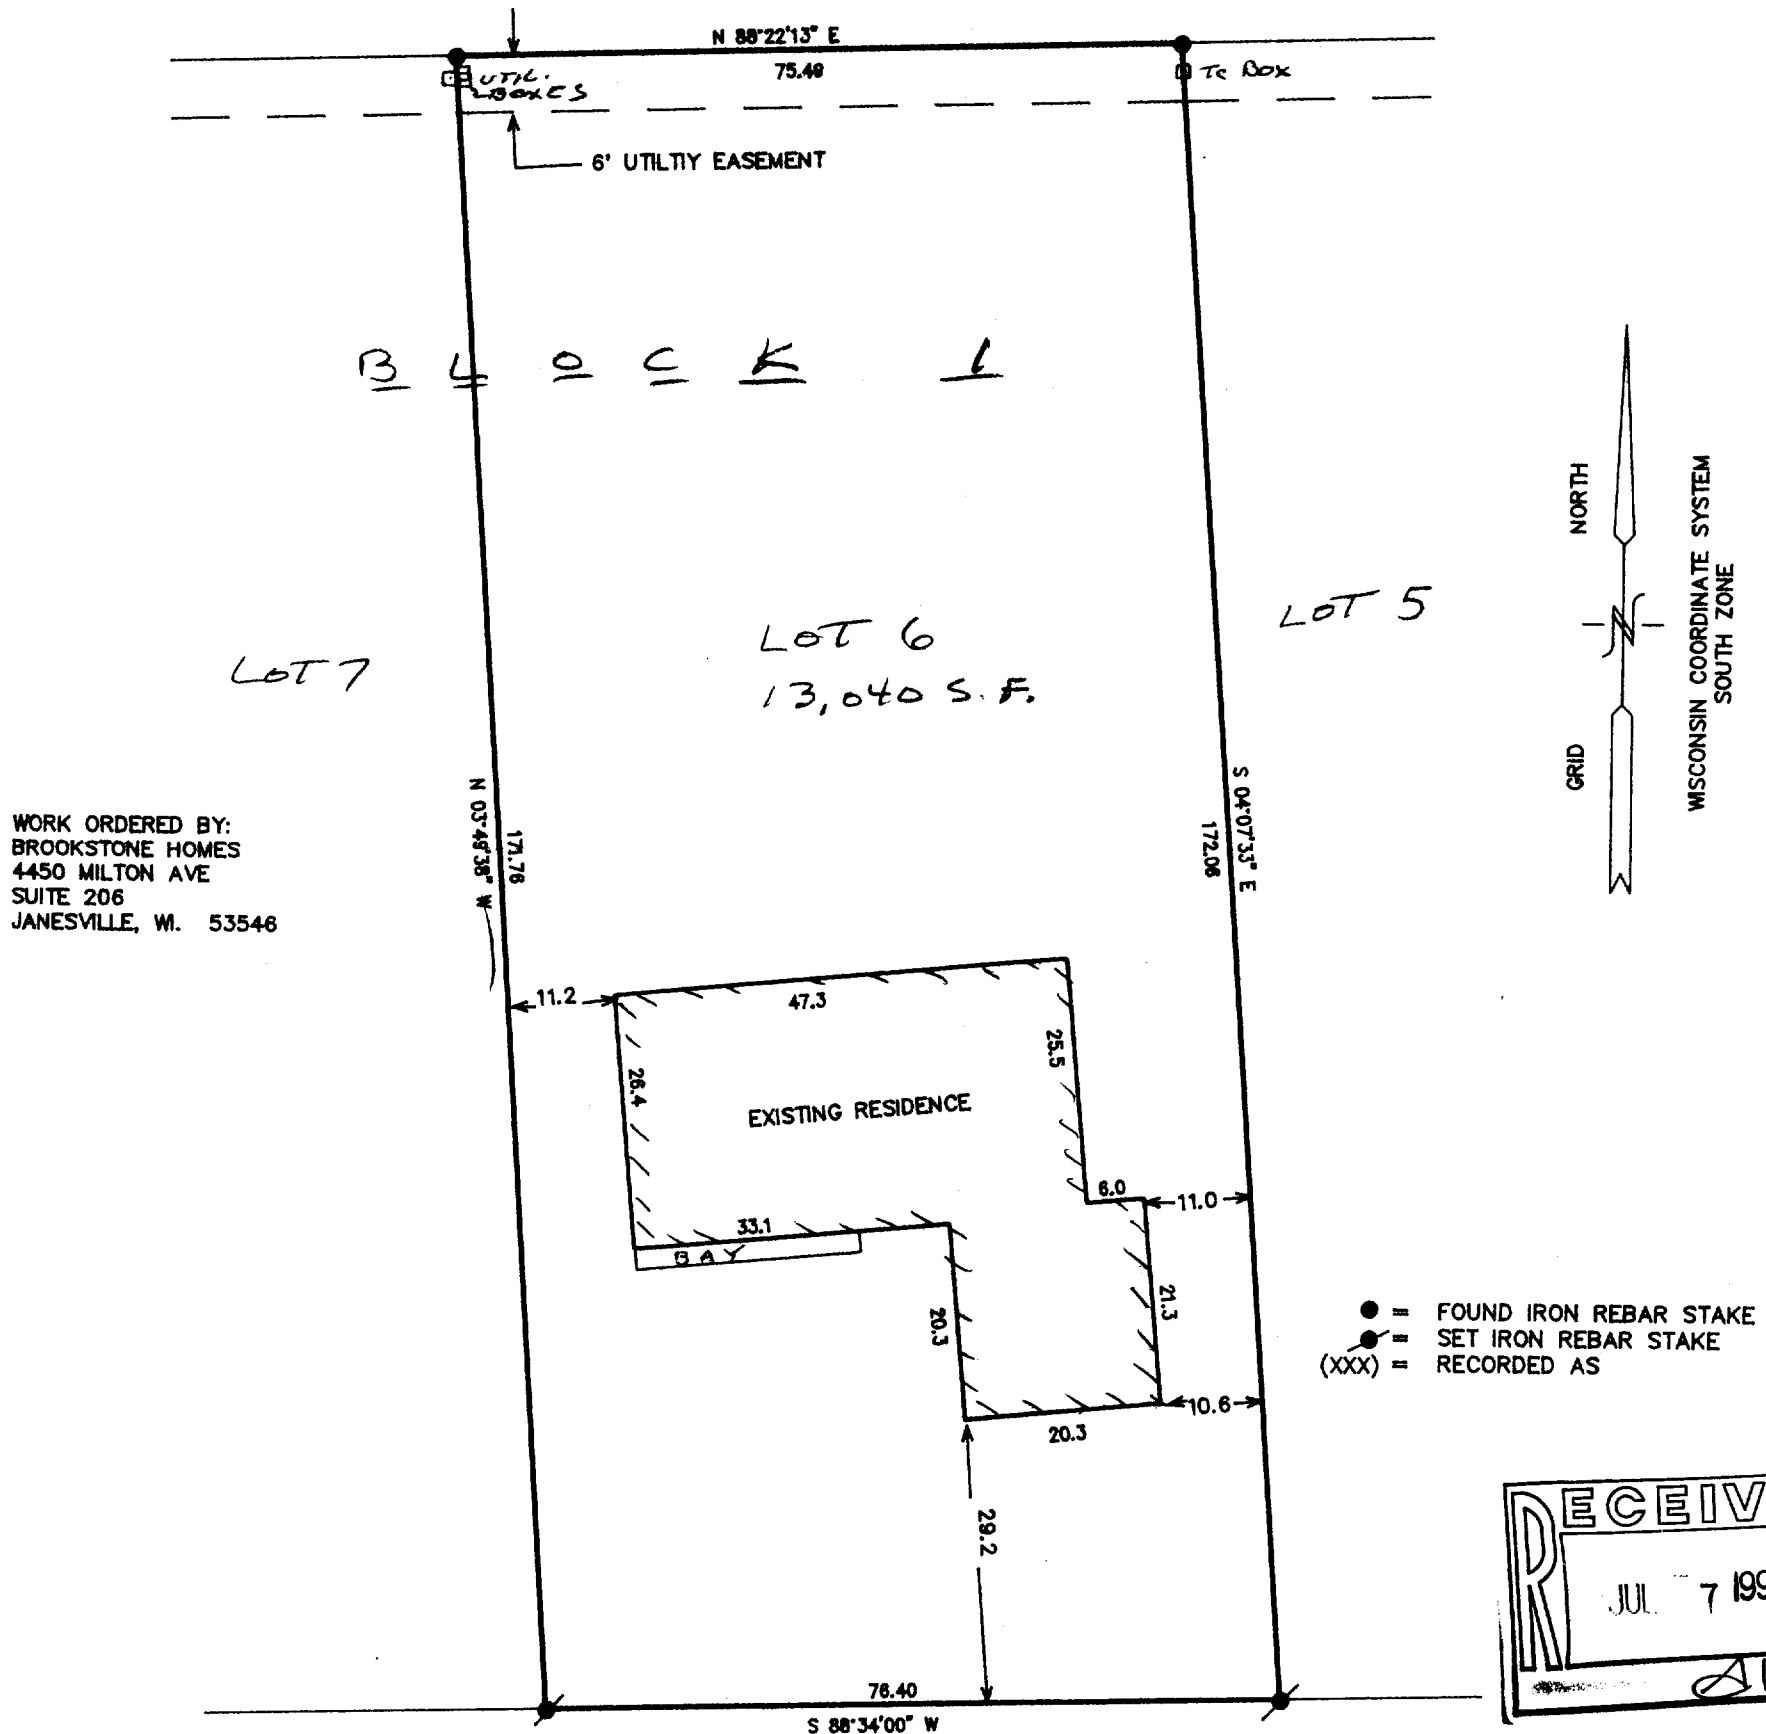 N 88°22'13" E
75.49
UTIL.
BOXES
TC BOX
6' UTILTIY EASEMENT
BLOCK 1
LOT 7
LOT 6
13,040 S.F.
LOT 5
NORTH
GRID
WISCONSIN COORDINATE SYSTEM
SOUTH ZONE
N 03°49'38" W
171.76
S 04°07'33" E
172.06
WORK ORDERED BY:
BROOKSTONE HOMES
4450 MILTON AVE
SUITE 206
JANESVILLE, WI. 53546
11.2
47.3
25.5
26.4
EXISTING RESIDENCE
6.0
11.0
33.1
BAY
20.3
21.3
20.3
10.6
29.2
● = FOUND IRON REBAR STAKE
= SET IRON REBAR STAKE
(XXX) = RECORDED AS
RECEIV
JUL 7 199
76.40
S 88°34'00" W